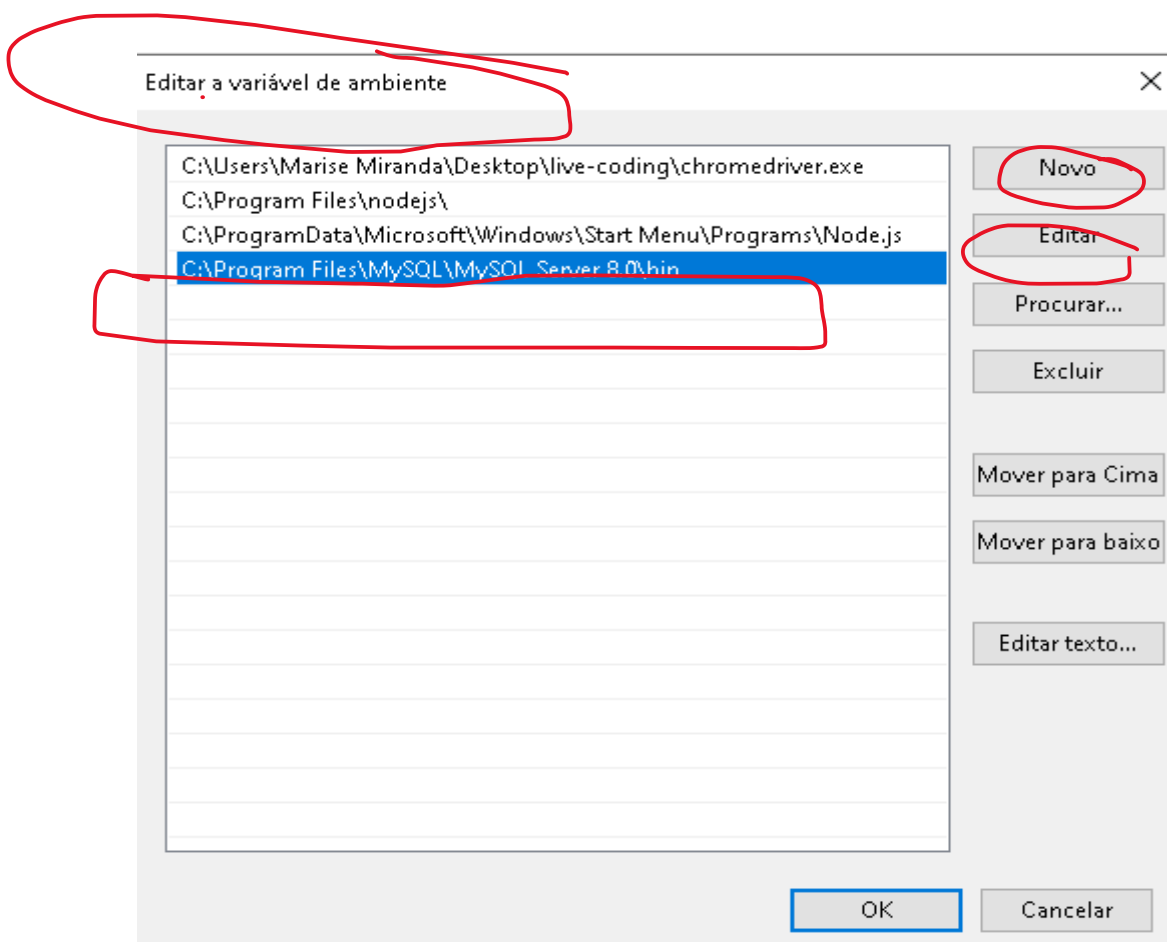 Editar a variável de ambiente
C:\Users\Marise Miranda\Desktop\live-coding\chromedriver.exe
C:\Program Files\nodejs\
C:\ProgramData\Microsoft\Windows\Start Menu\Programs\Node.js
C:\Program Files\MySQL\MySQL Server 8.0\bin
Novo
Editar
Procurar...
Excluir
Mover para Cima
Mover para baixo
Editar texto...
OK
Cancelar